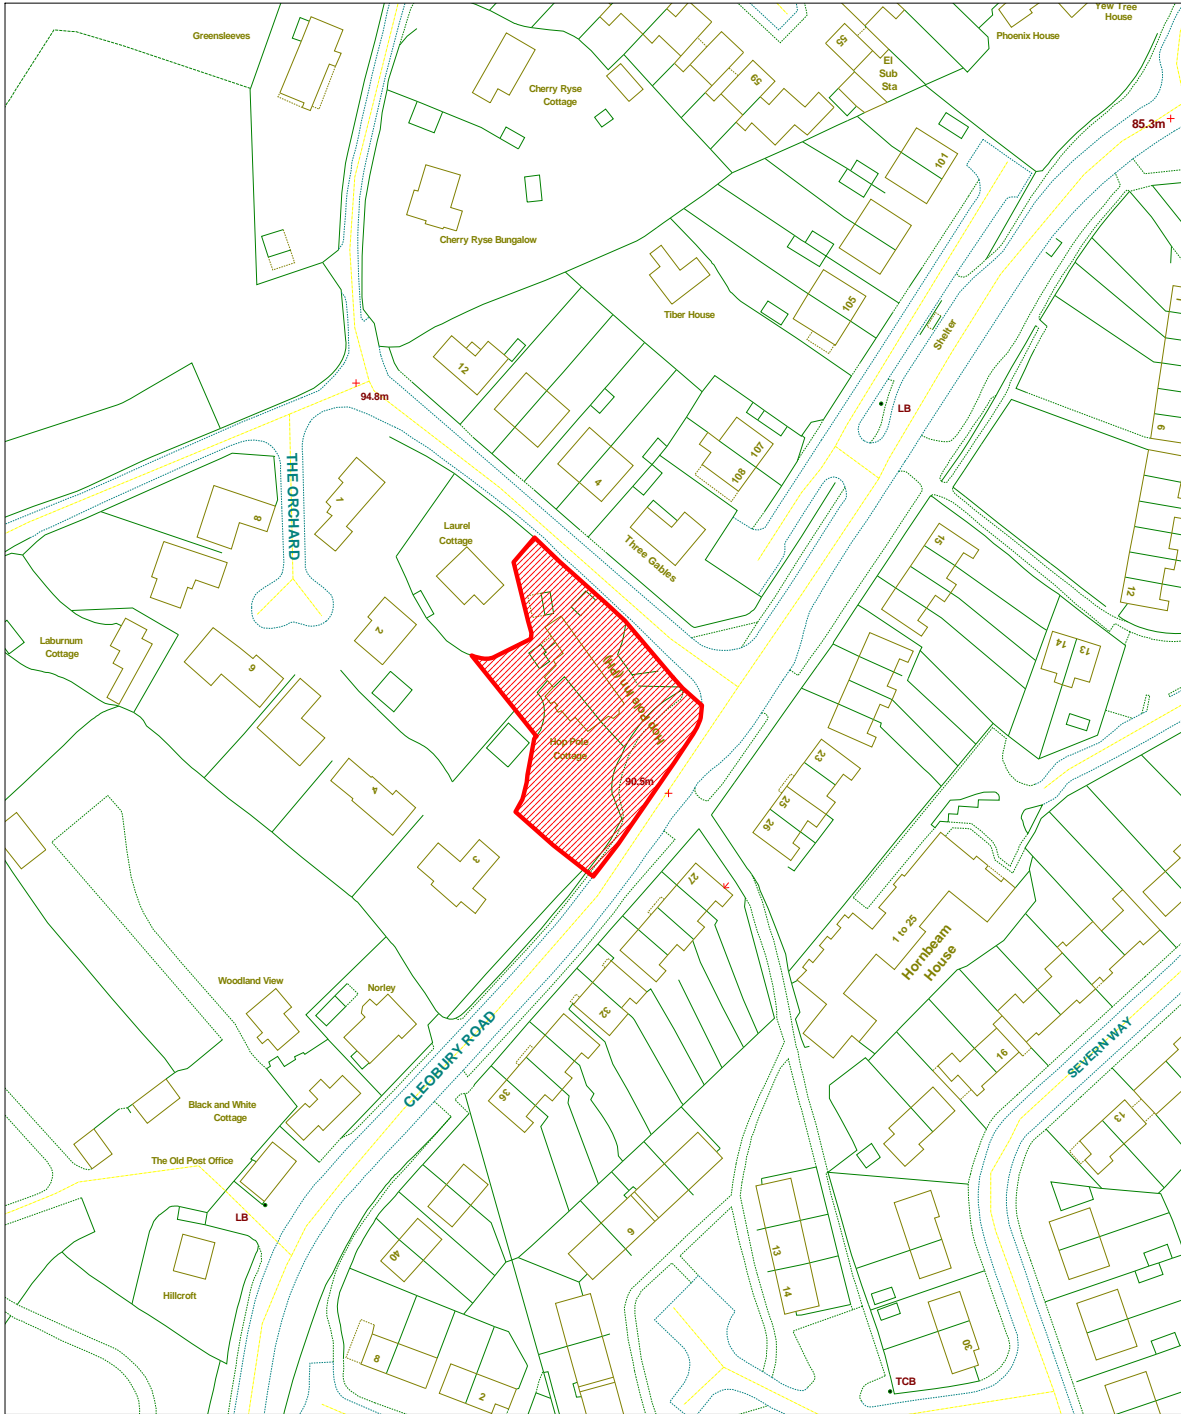 Greensleeves
Yew Tree
House
Phoenix House
55
El
Sub
Sta
59
Cherry Ryse
Cottage
85.3m
101
Cherry Ryse Bungalow
105
Tiber House
Shelter
12
94.8m
LB
6
107
108
4
THE ORCHARD
1
8
Laurel
Cottage
Three Gables
15
12
2
14
13
Laburnum
Cottage
9
Hop Pole Inn (PH)
Hop Pole
Cottage
90.5m
23
25
26
4
3
27
1 to 25
Hornbeam
House
Woodland View
Norley
32
CLEOBURY ROAD
SEVERN WAY
16
36
Black and White
Cottage
13
The Old Post Office
LB
40
6
13
14
Hillcroft
30
8
2
TCB